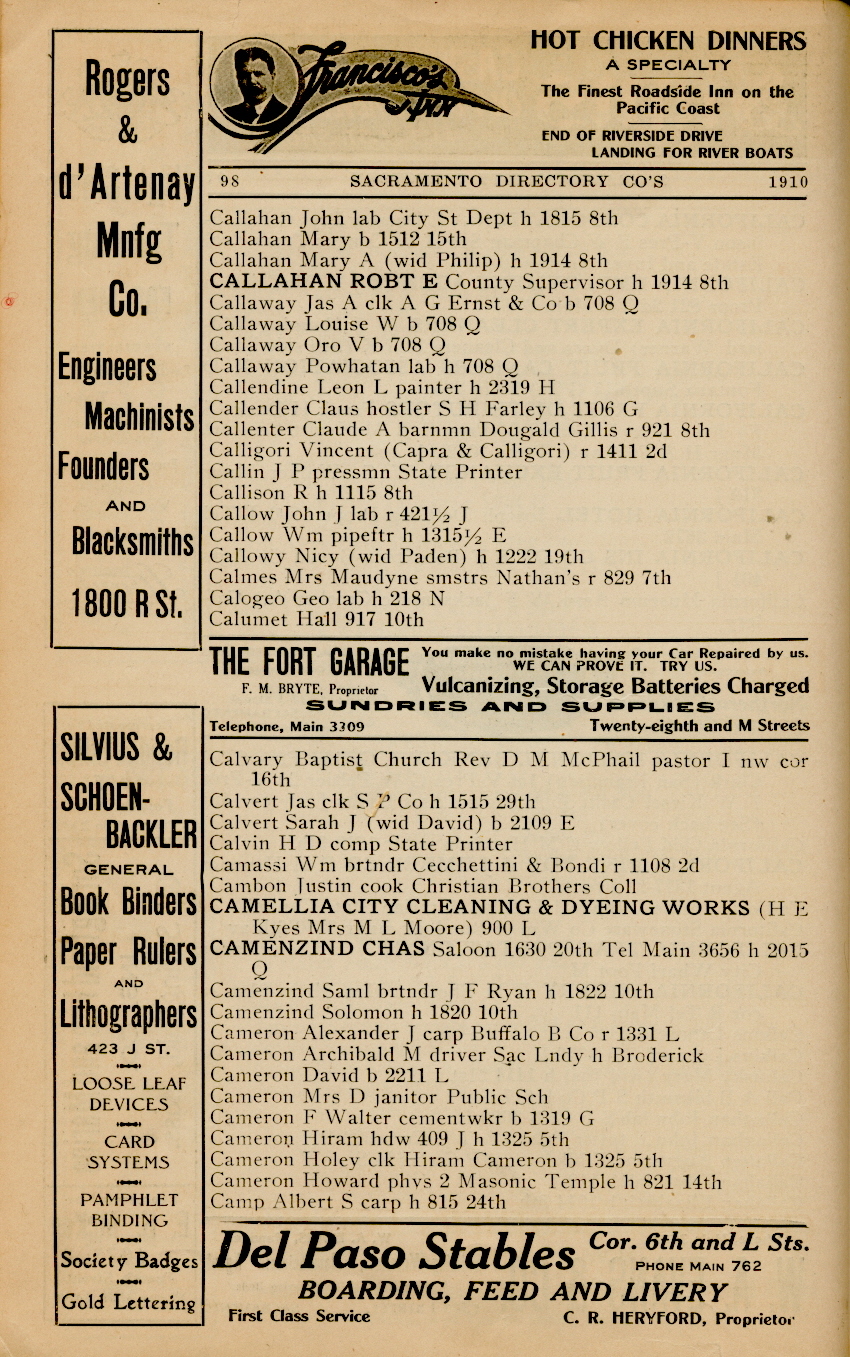 Francisco's
Inn
HOT CHICKEN DINNERS
A SPECIALTY
The Finest Roadside Inn on the
Pacific Coast
END OF RIVERSIDE DRIVE
LANDING FOR RIVER BOATS
Rogers
&
d'Artenay
Mnfg
Co.
Engineers
Machinists
Founders
AND
Blacksmiths
1800 R St.
98 SACRAMENTO DIRECTORY CO'S 1910
Callahan John lab City St Dept h 1815 8th
Callahan Mary b 1512 15th
Callahan Mary A (wid Philip) h 1914 8th
CALLAHAN ROBT E County Supervisor h 1914 8th
Callaway Jas A clk A G Ernst & Co b 708 Q
Callaway Louise W b 708 Q
Callaway Oro V b 708 Q
Callaway Powhatan lab h 708 Q
Callendine Leon L painter h 2319 H
Callender Claus hostler S H Farley h 1106 G
Callenter Claude A barnmn Dougald Gillis r 921 8th
Calligori Vincent (Capra & Calligori) r 1411 2d
Callin J P pressmn State Printer
Callison R h 1115 8th
Callow John J lab r 421½ J
Callow Wm pipeftr h 1315½ E
Callowy Nicy (wid Paden) h 1222 19th
Calmes Mrs Maudyne smstrs Nathan's r 829 7th
Calogeo Geo lab h 218 N
Calumet Hall 917 10th
THE FORT GARAGE
F. M. BRYTE, Proprietor
You make no mistake having your Car Repaired by us.
WE CAN PROVE IT. TRY US.
Vulcanizing, Storage Batteries Charged
SUNDRIES AND SUPPLIES
Telephone, Main 3309 Twenty-eighth and M Streets
SILVIUS &
SCHOEN-
BACKLER
GENERAL
Book Binders
Paper Rulers
AND
Lithographers
423 J ST.
LOOSE LEAF
DEVICES
CARD
SYSTEMS
PAMPHLET
BINDING
Society Badges
Gold Lettering
Calvary Baptist Church Rev D M McPhail pastor I nw cor
16th
Calvert Jas clk S P Co h 1515 29th
Calvert Sarah J (wid David) b 2109 E
Calvin H D comp State Printer
Camassi Wm brtndr Cecchettini & Bondi r 1108 2d
Cambon Justin cook Christian Brothers Coll
CAMELLIA CITY CLEANING & DYEING WORKS (H E
Kyes Mrs M L Moore) 900 L
CAMENZIND CHAS Saloon 1630 20th Tel Main 3656 h 2015
Q
Camenzind Saml brtndr J F Ryan h 1822 10th
Camenzind Solomon h 1820 10th
Cameron Alexander J carp Buffalo B Co r 1331 L
Cameron Archibald M driver Sac Lndy h Broderick
Cameron David b 2211 L
Cameron Mrs D janitor Public Sch
Cameron F Walter cementwkr b 1319 G
Cameron Hiram hdw 409 J h 1325 5th
Cameron Holey clk Hiram Cameron b 1325 5th
Cameron Howard phys 2 Masonic Temple h 821 14th
Camp Albert S carp h 815 24th
Del Paso Stables
Cor. 6th and L Sts.
PHONE MAIN 762
BOARDING, FEED AND LIVERY
First Class Service C. R. HERYFORD, Proprietor